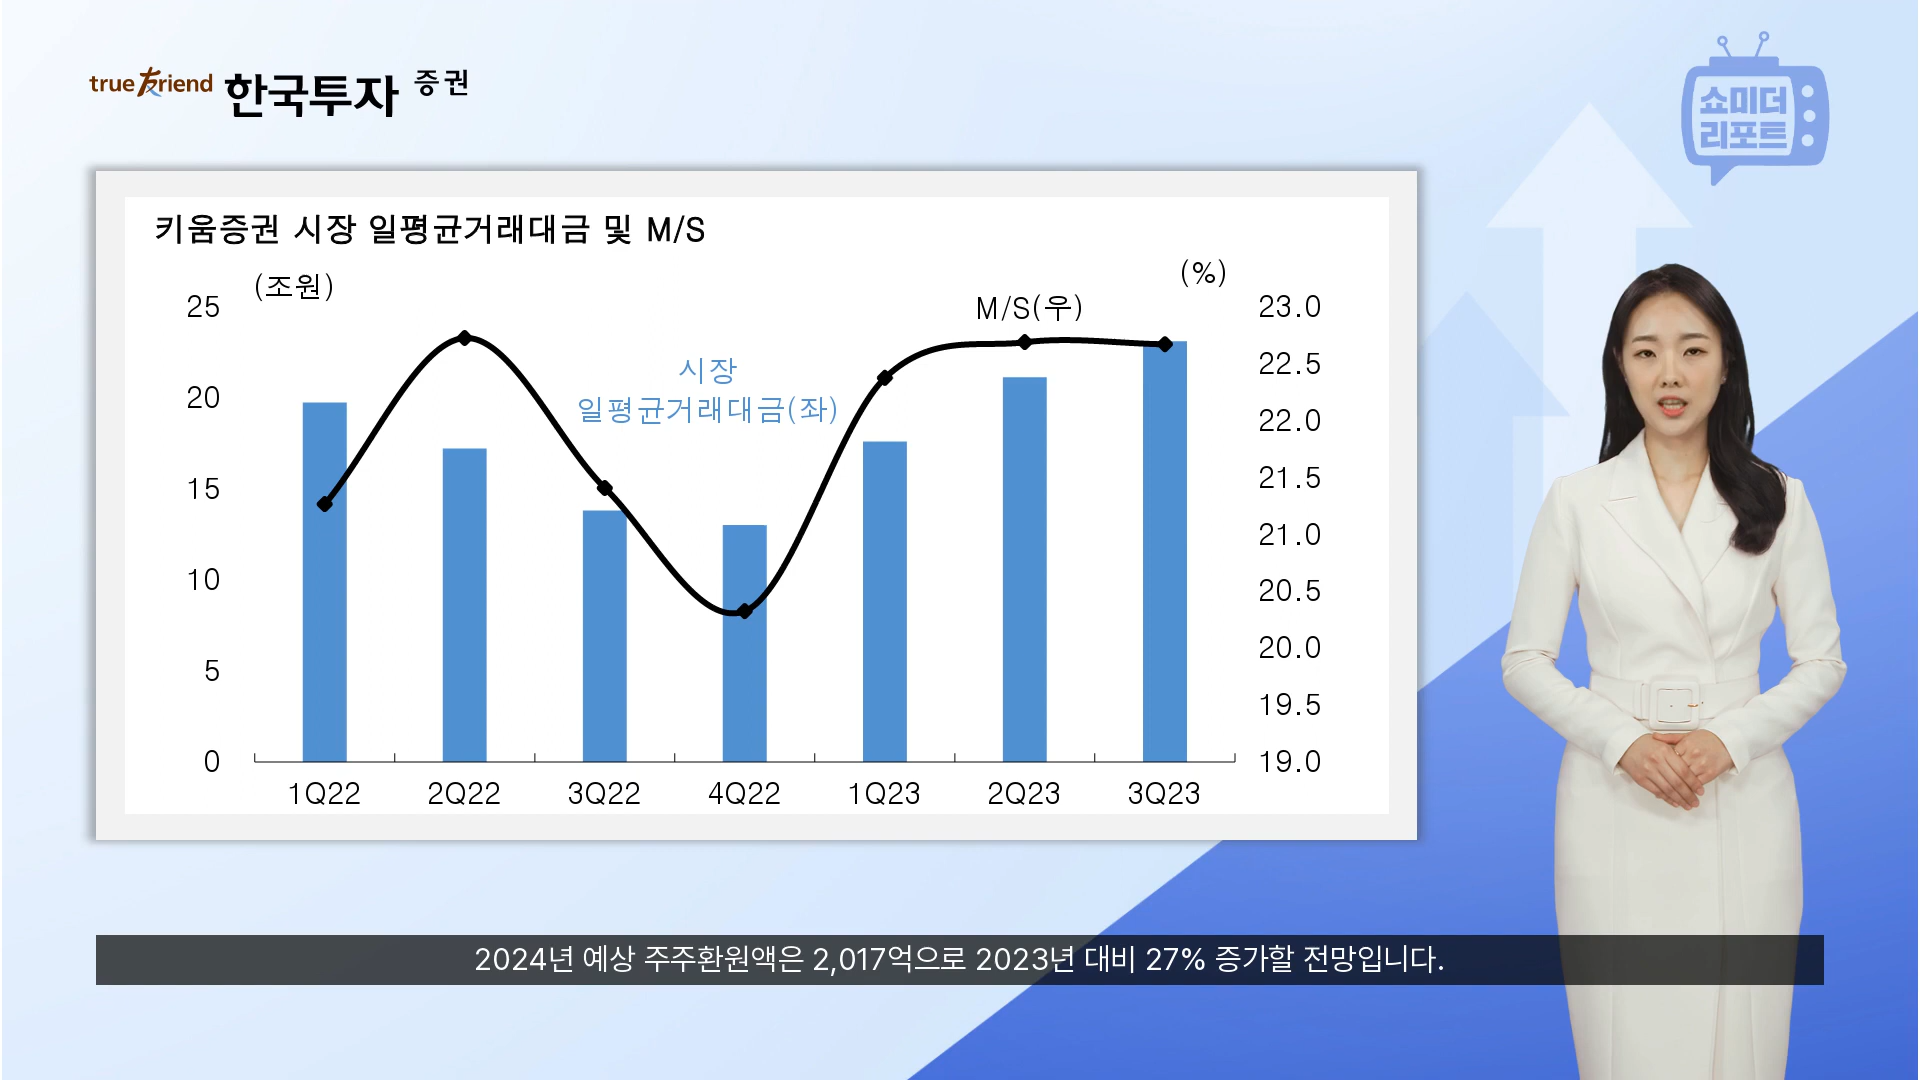 true friend 한국투자 증권
쇼미더
리포트
키움증권 시장 일평균거래대금 및 M/S
(조원)
(%)
25
20
15
10
5
0
M/S(우)
시장
일평균거래대금(좌)
23.0
22.5
22.0
21.5
21.0
20.5
20.0
19.5
19.0
1Q22 2Q22 3Q22 4Q22 1Q23 2Q23 3Q23
2024년 예상 주주환원액은 2,017억으로 2023년 대비 27% 증가할 전망입니다.